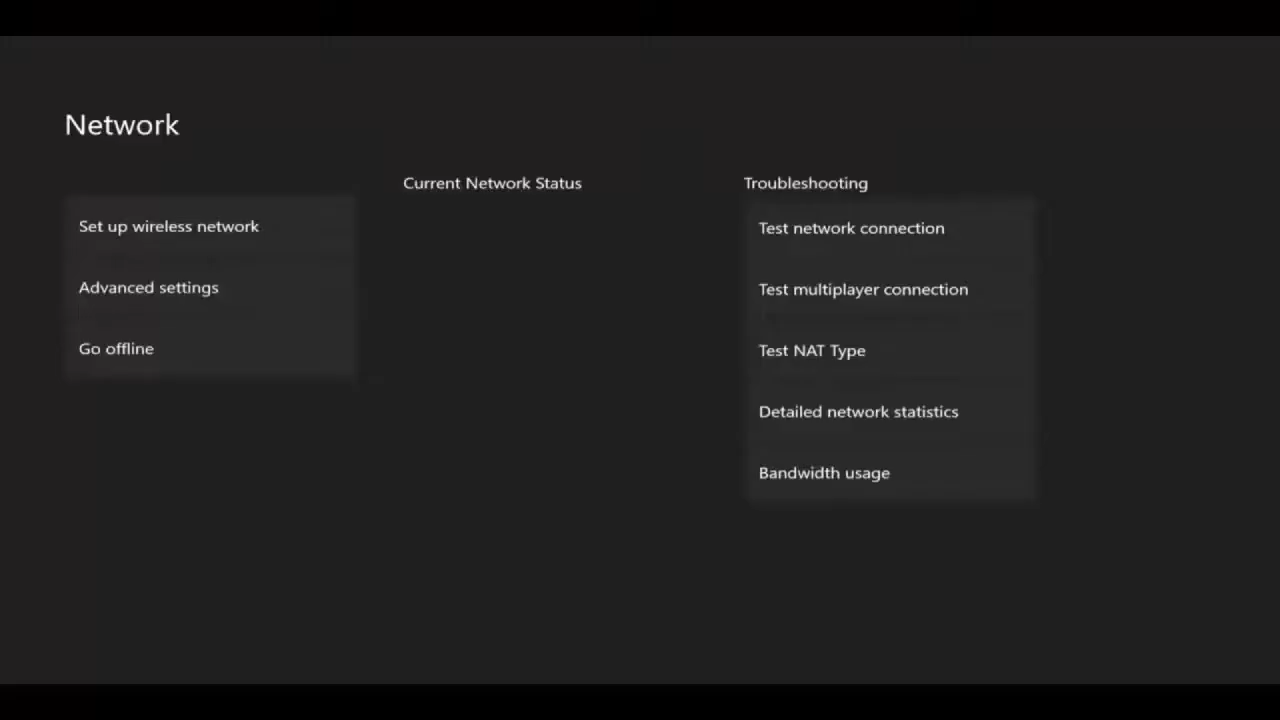 Network
Set up wireless network
Advanced settings
Go offline
Current Network Status
Troubleshooting
Test network connection
Test multiplayer connection
Test NAT Type
Detailed network statistics
Bandwidth usage